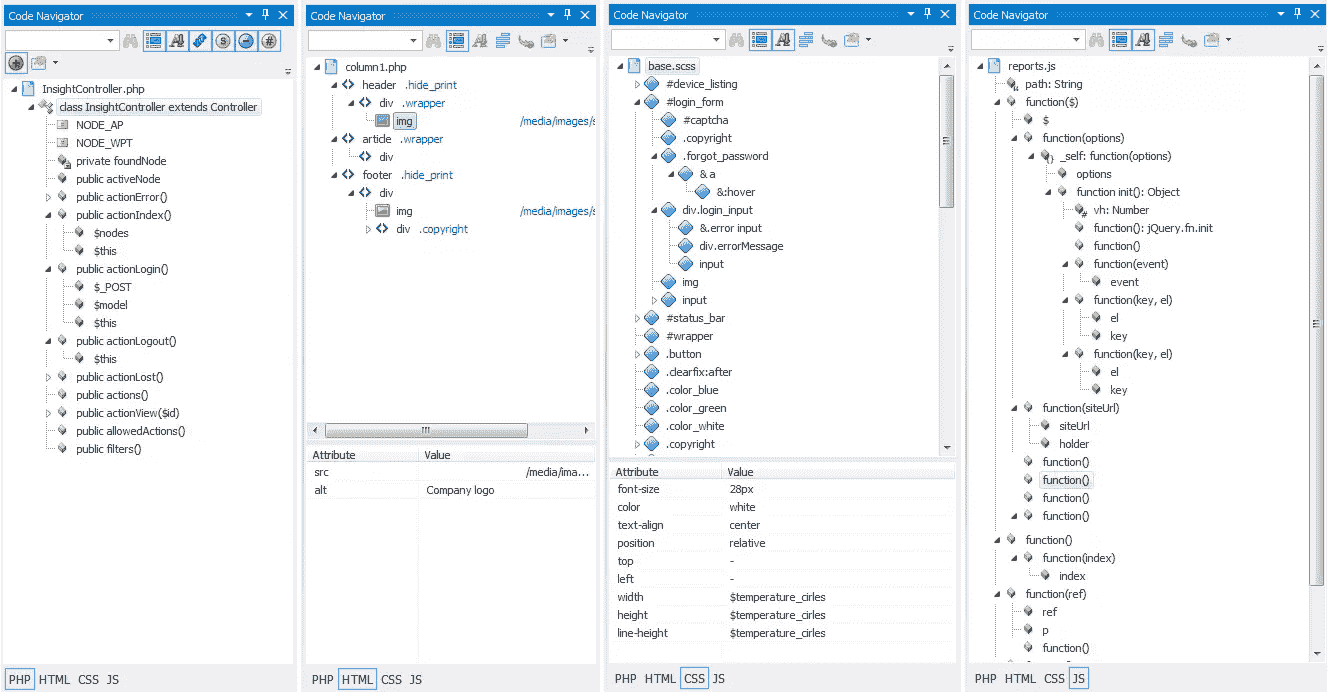 Code Navigator
InsightController.php
class InsightController extends Controller
NODE_AP
NODE_WPT
private foundNode
public activeNode
public actionError()
public actionIndex()
$nodes
$this
public actionLogin()
$_POST
$model
$this
public actionLogout()
$this
public actionLost()
public actions()
public actionView($id)
public allowedActions()
public filters()
PHP HTML CSS JS
Code Navigator
column1.php
header .hide_print
div .wrapper
img /media/images/s
article .wrapper
div
footer .hide_print
div
img /media/images/s
div .copyright
Attribute Value
src /media/ima...
alt Company logo
PHP HTML CSS JS
Code Navigator
base.scss
#device_listing
#login_form
#captcha
.copyright
.forgot_password
& a
&:hover
div.login_input
&.error input
div.errorMessage
input
img
input
#status_bar
#wrapper
.button
.clearfix:after
.color_blue
.color_green
.color_white
.copyright
Attribute Value
font-size 28px
color white
text-align center
position relative
top -
left -
width $temperature_cirles
height $temperature_cirles
line-height $temperature_cirles
PHP HTML CSS JS
Code Navigator
reports.js
path: String
function($)
$
function(options)
_self: function(options)
options
function init(): Object
vh: Number
function(): jQuery.fn.init
function()
function(event)
event
function(key, el)
el
key
function(key, el)
el
key
function(siteUrl)
siteUrl
holder
function()
function()
function()
function()
function()
function(index)
index
function(ref)
ref
p
function()
PHP HTML CSS JS